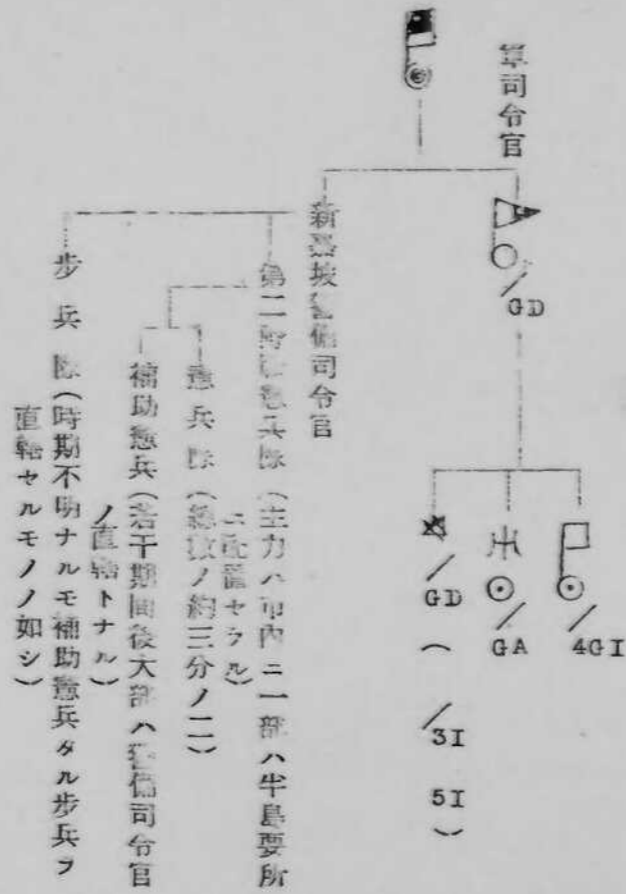 軍司令官
/GD
/4GI
/GA
/GD ( /3I 5I )
新嘉坡警備司令官
第二野戦憲兵隊(主力ハ市内ニ一部ハ半島要所
ニ配置セラル)
憲兵隊(総数ノ約三分ノ二)
補助憲兵(若干期間後大部ハ警備司令官
ノ直轄トナル)
歩兵隊(時期不明ナルモ補助憲兵タル歩兵ヲ
直轄セルモノノ如シ)